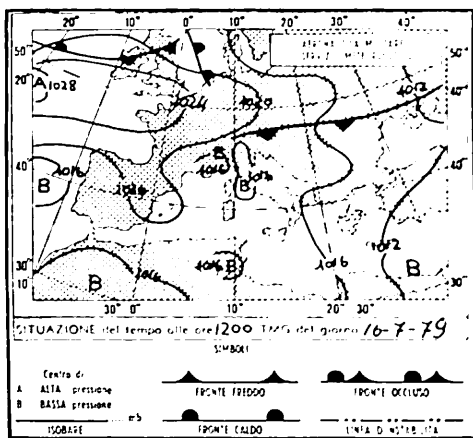 20° 10° 0° 10° 20° 30° 40°
50° 50°
20°
A 1028
1024 1020 1012
40° 40°
B 1016 B 1016 B
1016 1012
30° B 1016 B 1016 B 30°
10
30° 0° 10° 20° 30°
SITUAZIONE del tempo alle ore 1200 TMG del giorno 16-7-79
SIMBOLI
Centro di
A ALTA pressione
B BASSA pressione
FRONTE FREDDO FRONTE OCCLUSO
mb
ISOBARE FRONTE CALDO LINEA DI INSTABILITÀ